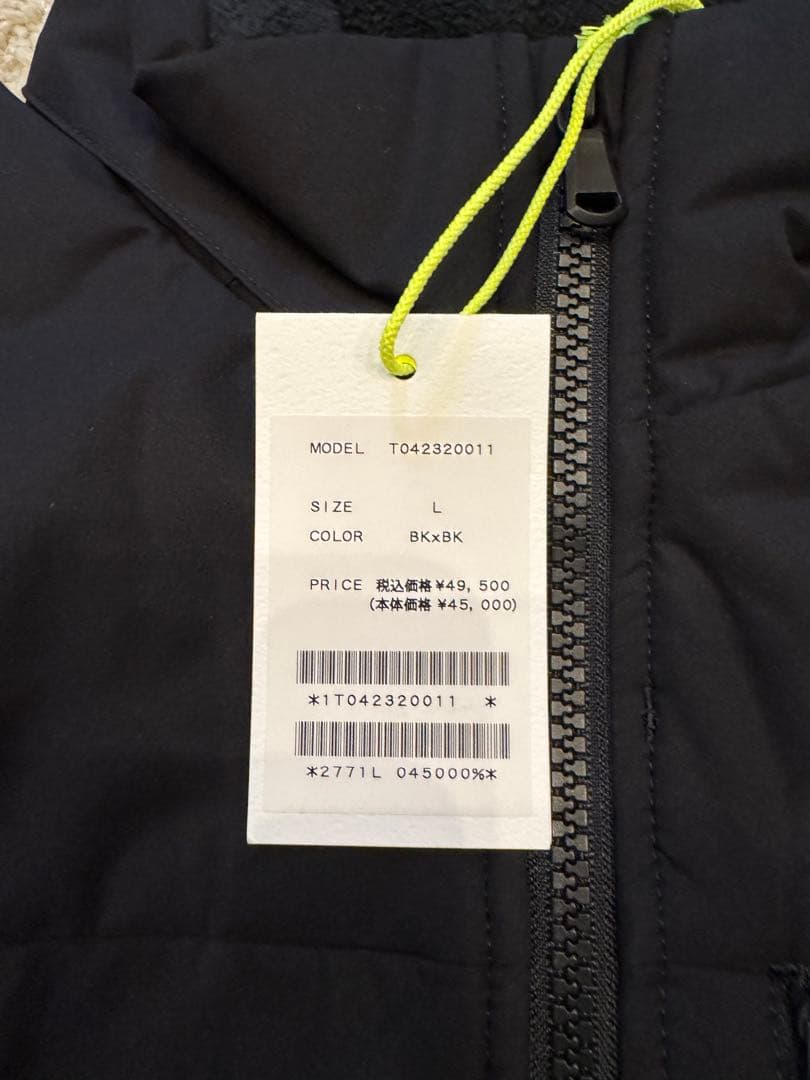 MODEL T042320011
SIZE L
COLOR BKxBK
PRICE 税込価格 ¥49,500
(本体価格 ¥45,000)
*1T042320011 *
*2771L 045000%*